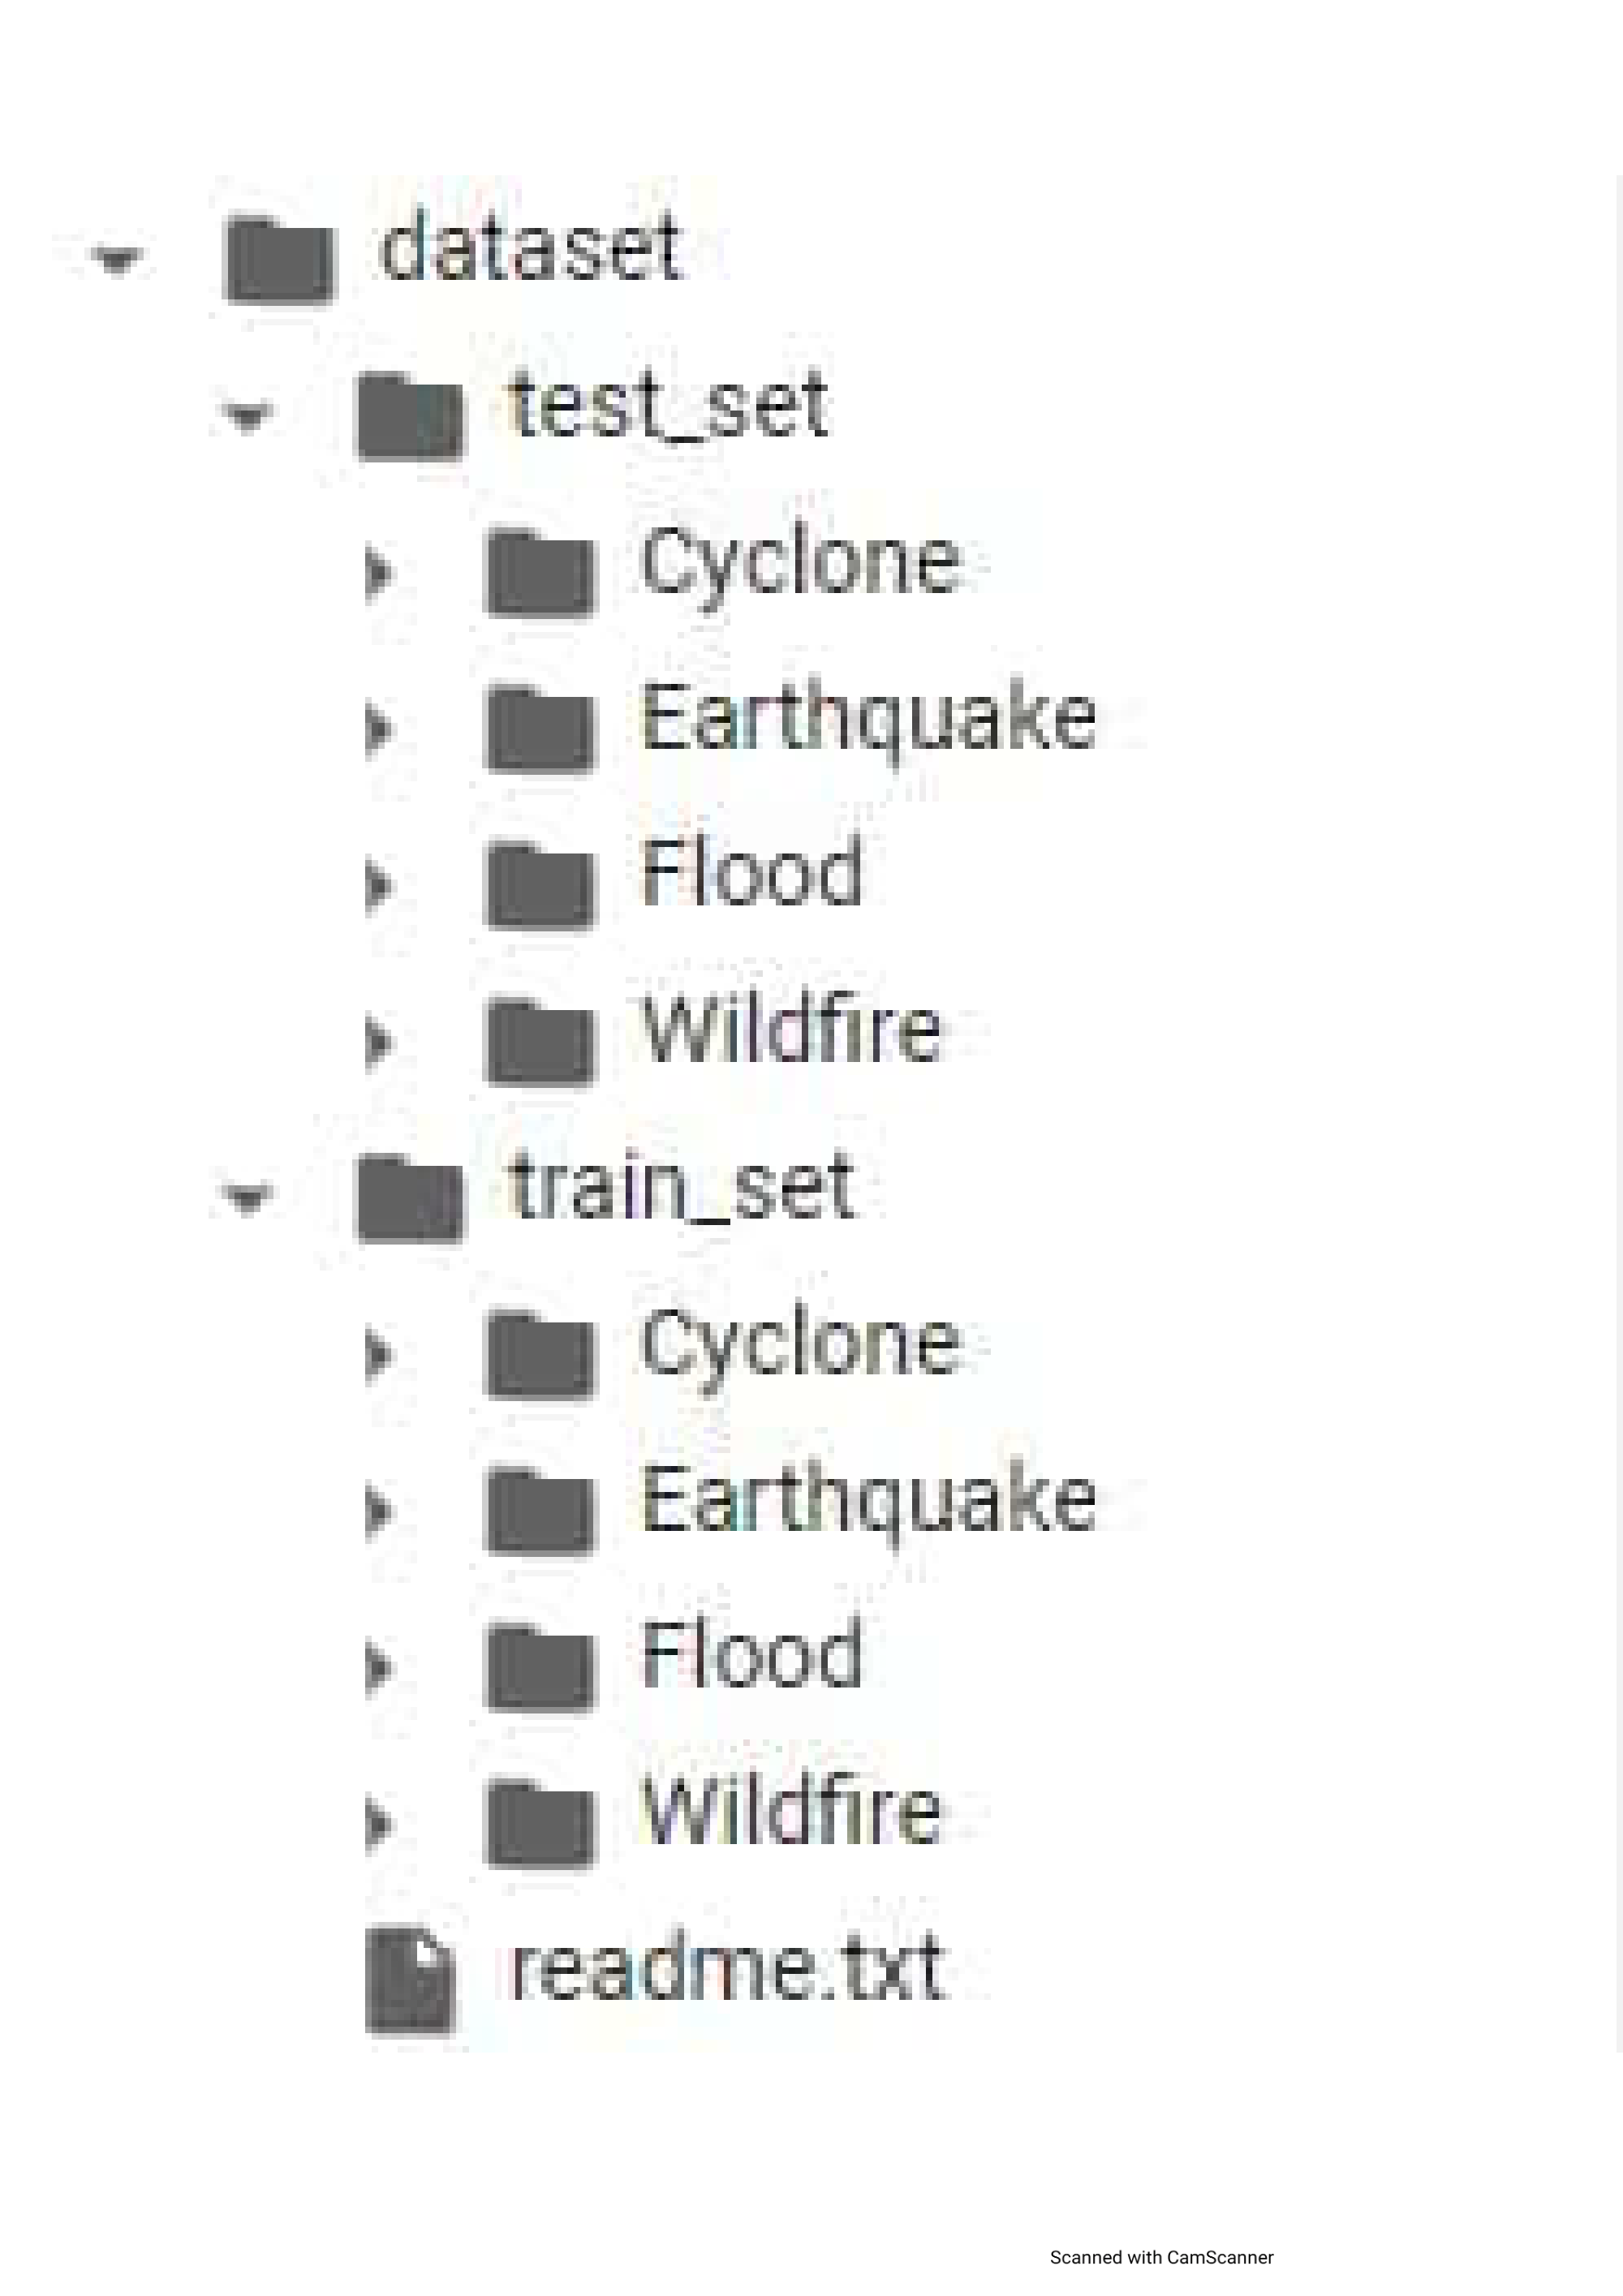 dataset
test_set
Cyclone
Earthquake
Flood
Wildfire
train_set
Cyclone
Earthquake
Flood
Wildfire
readme.txt
Scanned with CamScanner